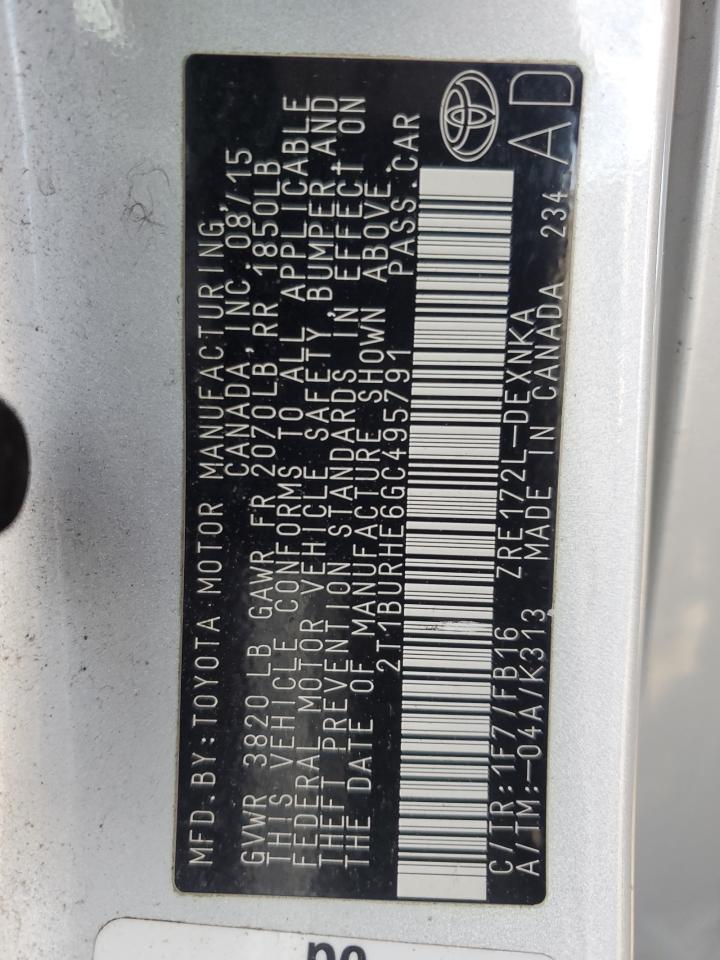 MFD.BY:TOYOTA MOTOR MANUFACTURING,
CANADA, INC. 08/15
GVWR 3820 LB GAWR FR 2070LB, RR 1850LB
THIS VEHICLE CONFORMS TO ALL APPLICABLE
FEDERAL MOTOR VEHICLE SAFETY, BUMPER, AND
THEFT PREVENTION STANDARDS IN EFFECT ON
THE DATE OF MANUFACTURE SHOWN ABOVE.
2T1BURHE6GC495791 PASS.CAR
C/TR:1F7/FB16 ZRE172L-DEXNKA
A/TM:-04A/K313 MADE IN CANADA 234
AD